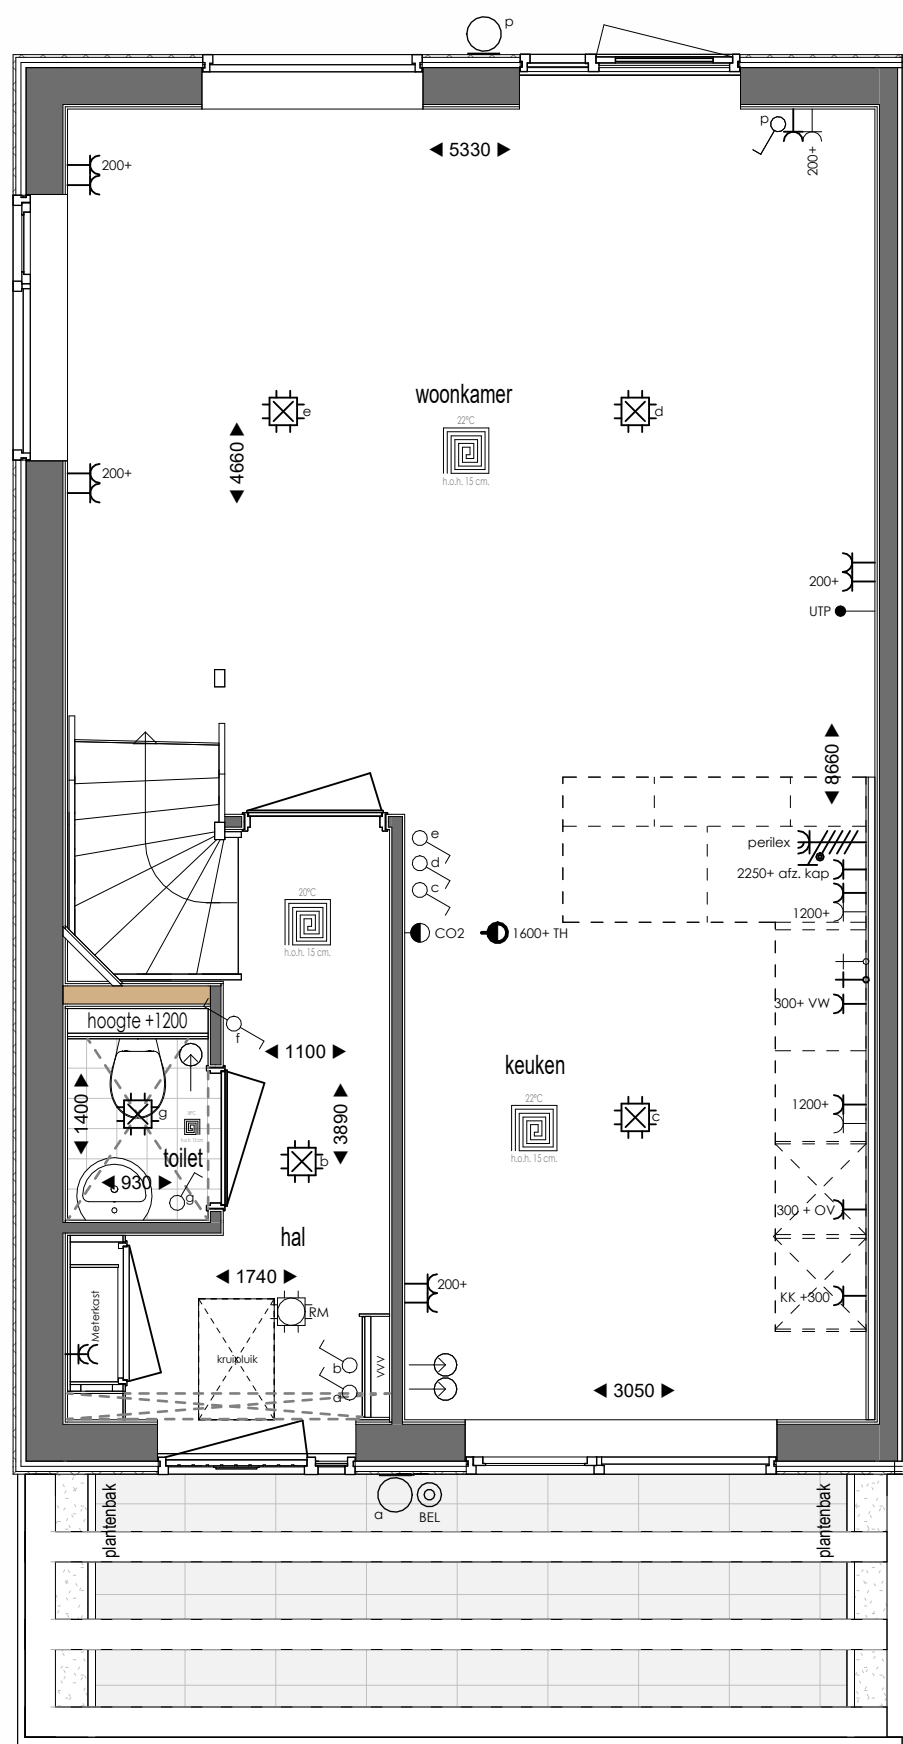 p
5330
p
200+
200+
woonkamer
22°C
h.o.h. 15 cm.
e
d
4660
200+
200+
UTP
8660
perilex
2250+ afz. kap
1200+
e
d
c
20°C
h.o.h. 15 cm.
CO2
1600+ TH
300+ VW
hoogte +1200
f
1100
keuken
22°C
h.o.h. 15 cm.
1400
g
toilet
930
g
3890
b
c
1200+
300 + OV
hal
1740
RM
200+
KK +300
Meterkast
kruipluik
b
a
VVV
3050
a
BEL
plantenbak
plantenbak